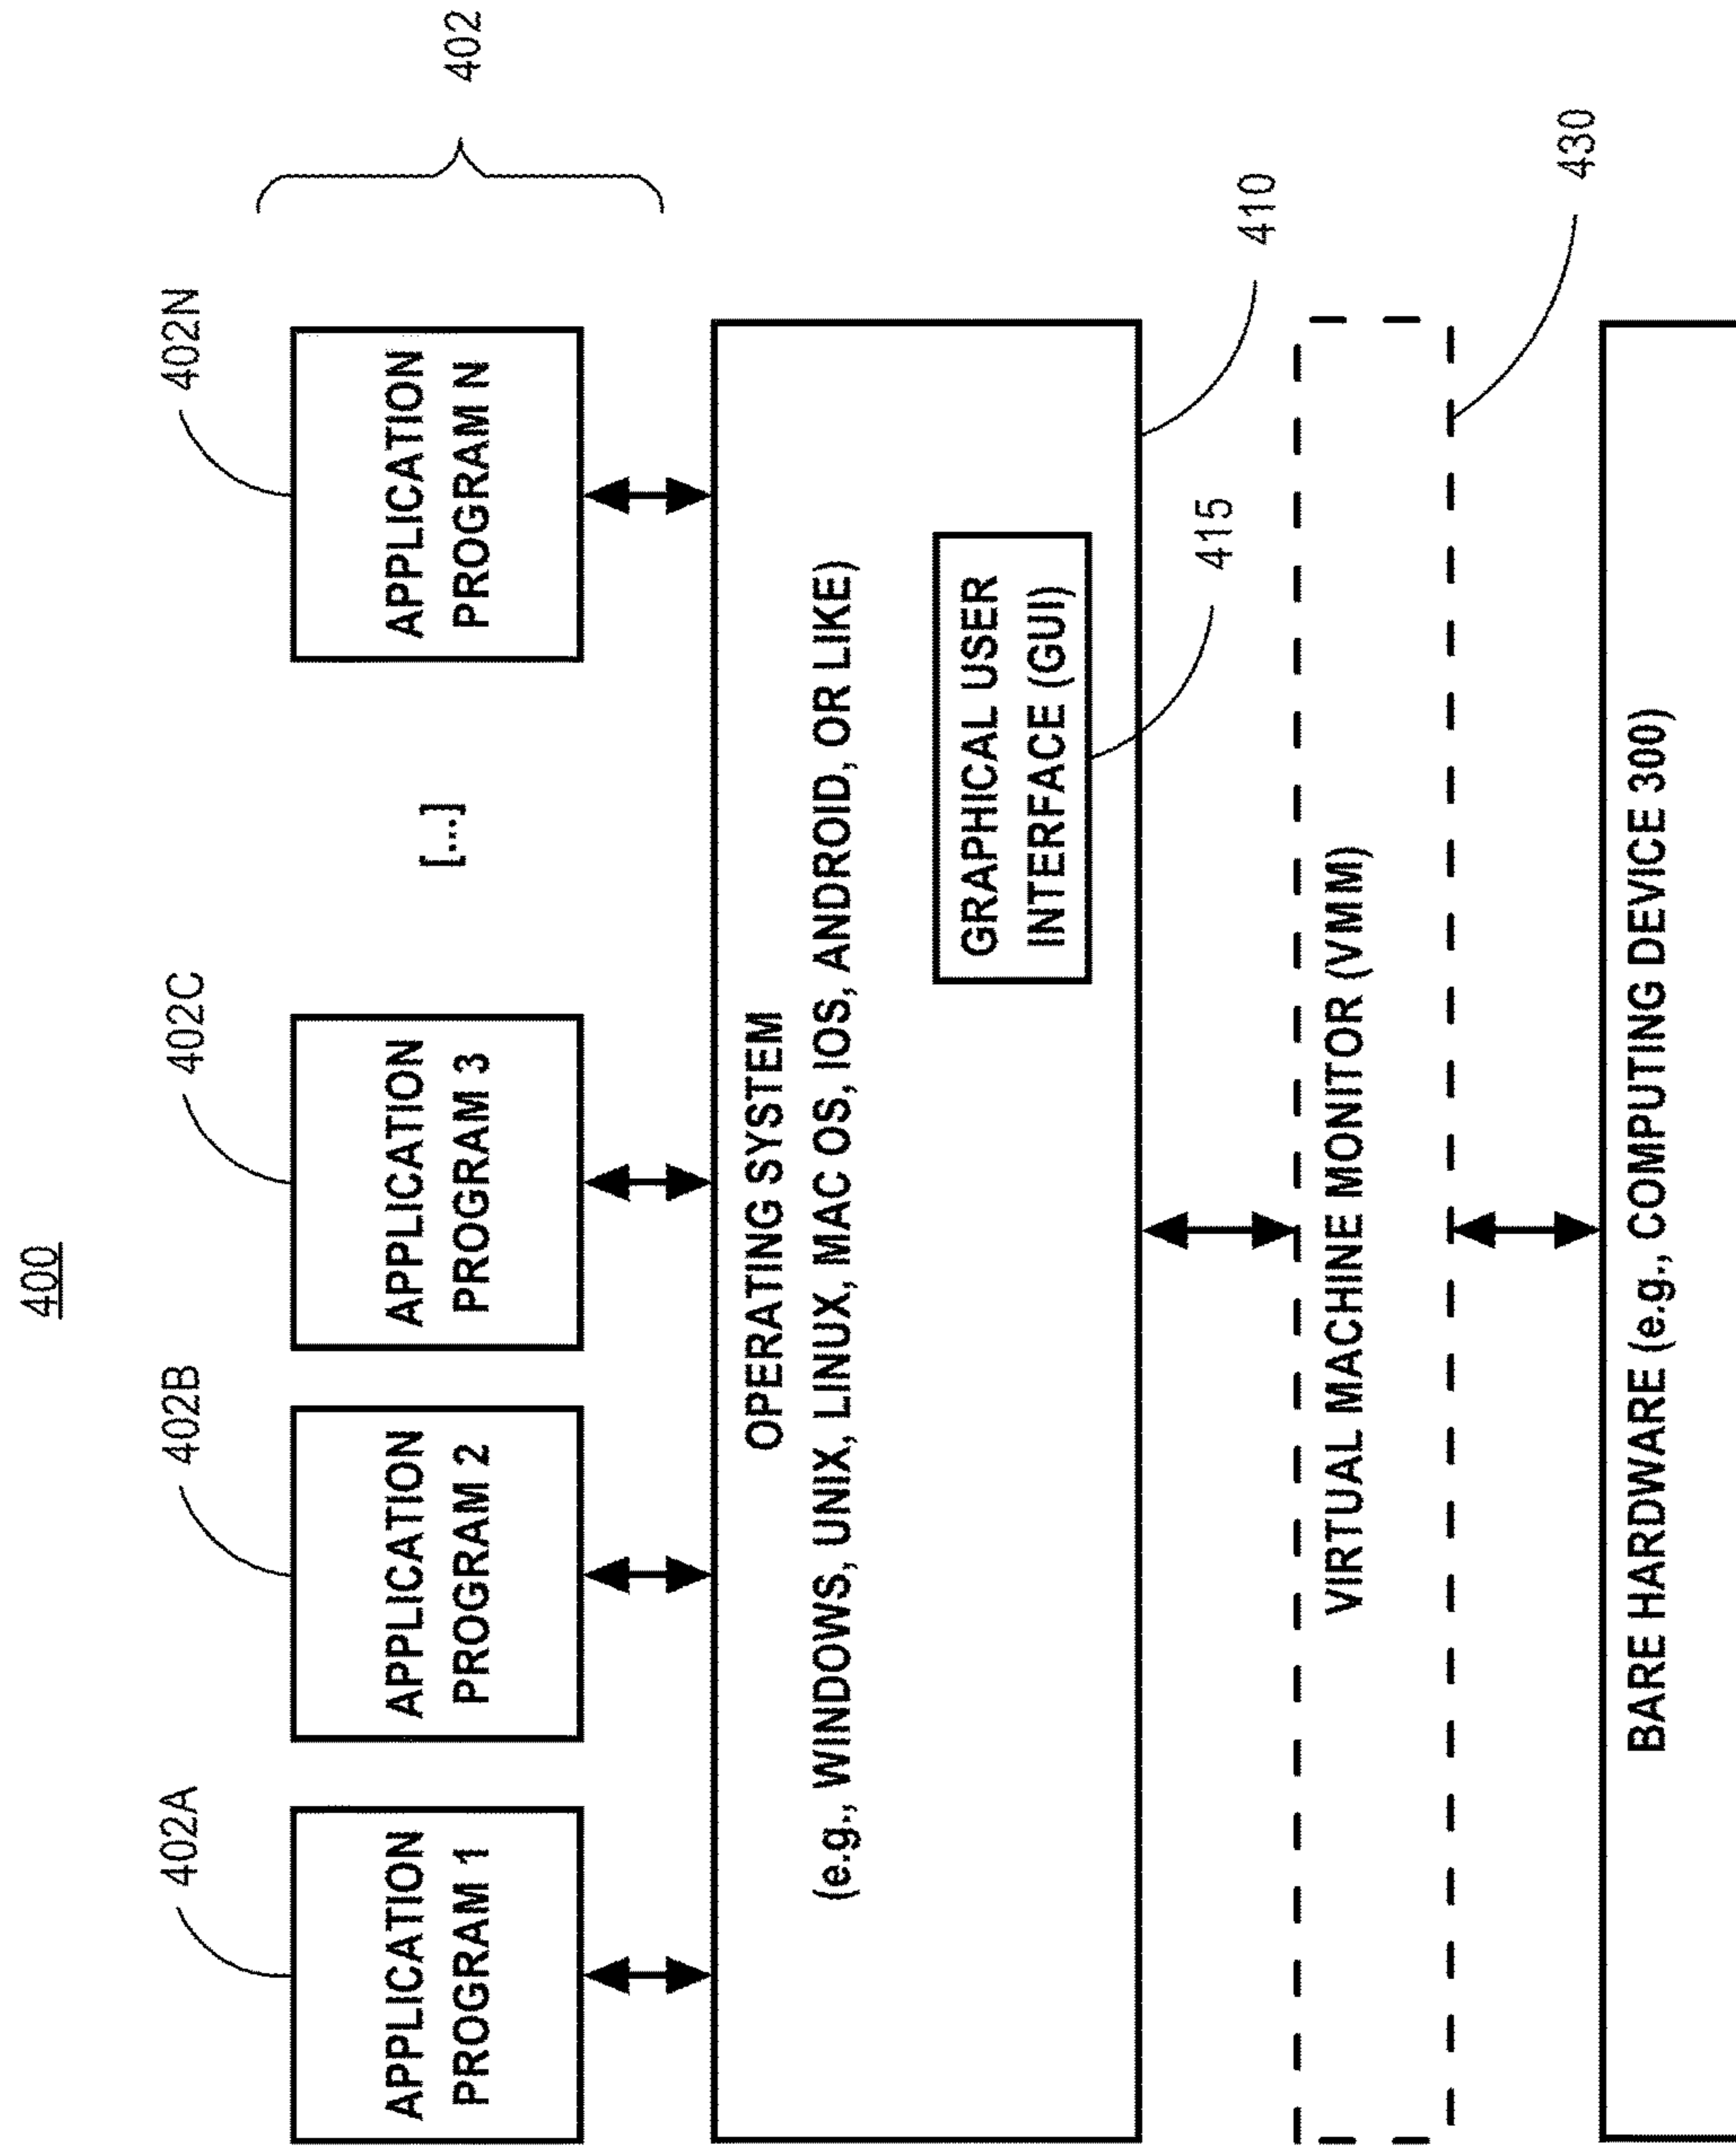 400
402A
402B
402C
402N
402
APPLICATION
PROGRAM 1
APPLICATION
PROGRAM 2
APPLICATION
PROGRAM 3
[...]
APPLICATION
PROGRAM N
OPERATING SYSTEM
(e.g., WINDOWS, UNIX, LINUX, MAC OS, IOS, ANDROID, OR LIKE)
GRAPHICAL USER
INTERFACE (GUI)
415
410
VIRTUAL MACHINE MONITOR (VMM)
430
BARE HARDWARE (e.g., COMPUTING DEVICE 300)